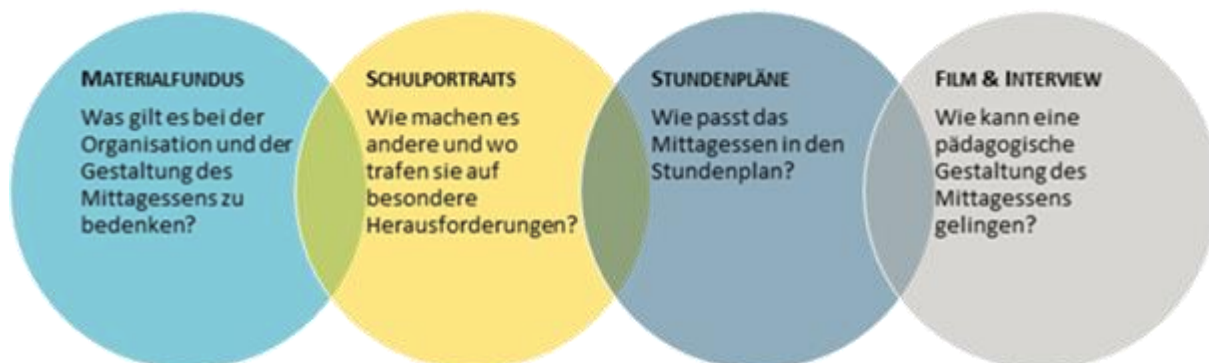 MATERIALFUNDUS
Was gilt es bei der
Organisation und der
Gestaltung des
Mittagessens zu
bedenken?
SCHULPORTRAITS
Wie machen es
andere und wo
trafen sie auf
besondere
Herausforderungen?
STUNDENPLÄNE
Wie passt das
Mittagessen in den
Stundenplan?
FILM & INTERVIEW
Wie kann eine
pädagogische
Gestaltung des
Mittagessens
gelingen?